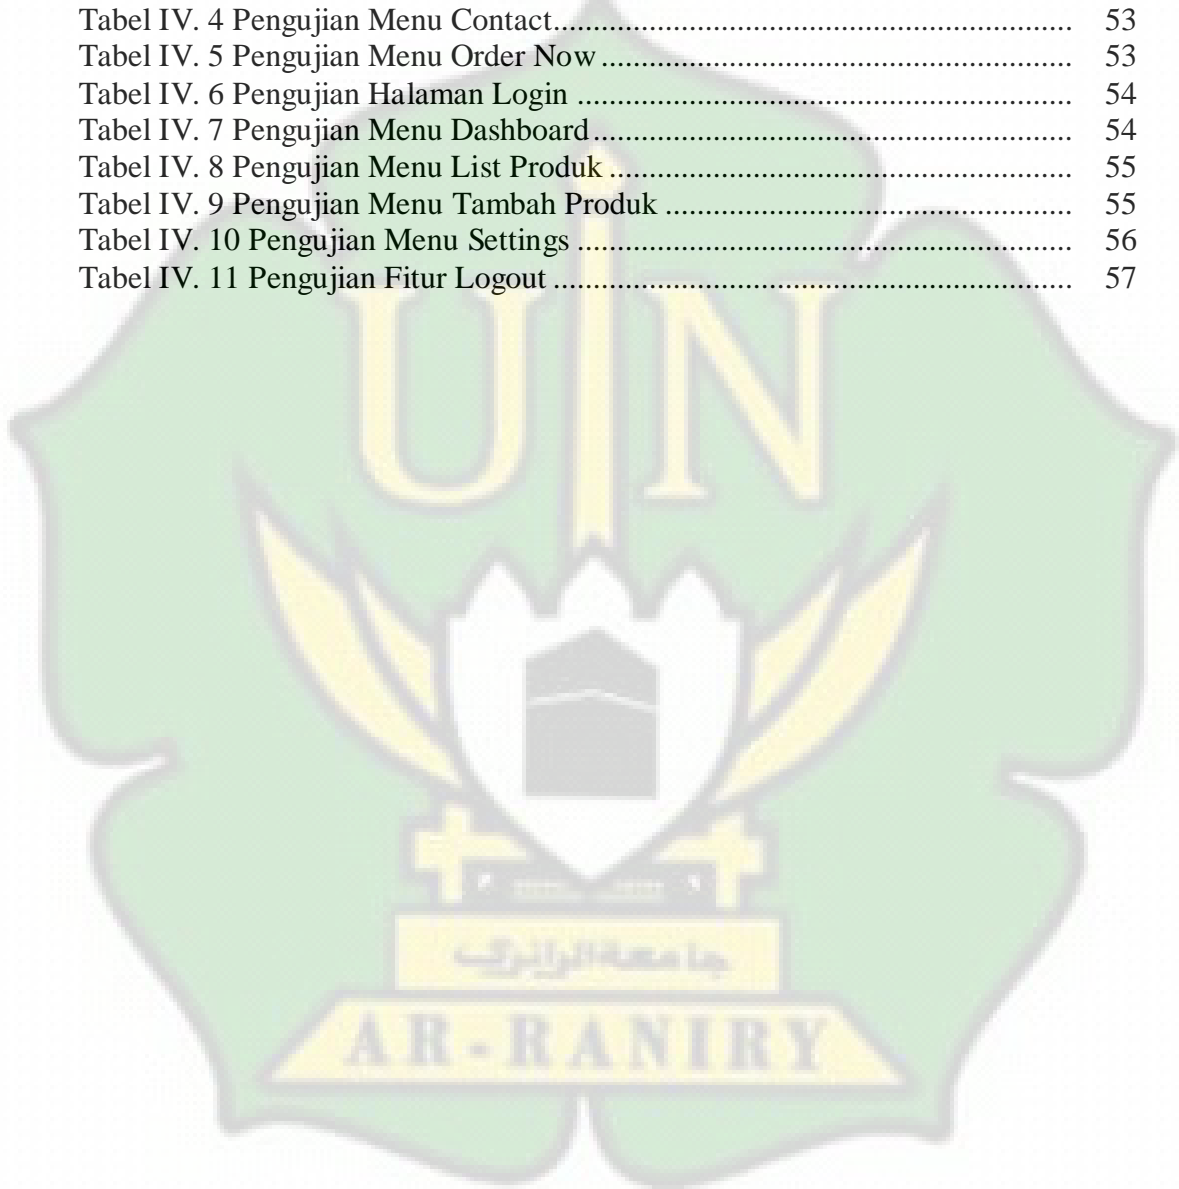 Tabel IV. 4 Pengujian Menu Contact................................................................. 53
Tabel IV. 5 Pengujian Menu Order Now........................................................... 53
Tabel IV. 6 Pengujian Halaman Login .............................................................. 54
Tabel IV. 7 Pengujian Menu Dashboard............................................................ 54
Tabel IV. 8 Pengujian Menu List Produk.......................................................... 55
Tabel IV. 9 Pengujian Menu Tambah Produk ................................................... 55
Tabel IV. 10 Pengujian Menu Settings.............................................................. 56
Tabel IV. 11 Pengujian Fitur Logout ................................................................. 57
UIN
جامعة الرانري
AR-RANIRY